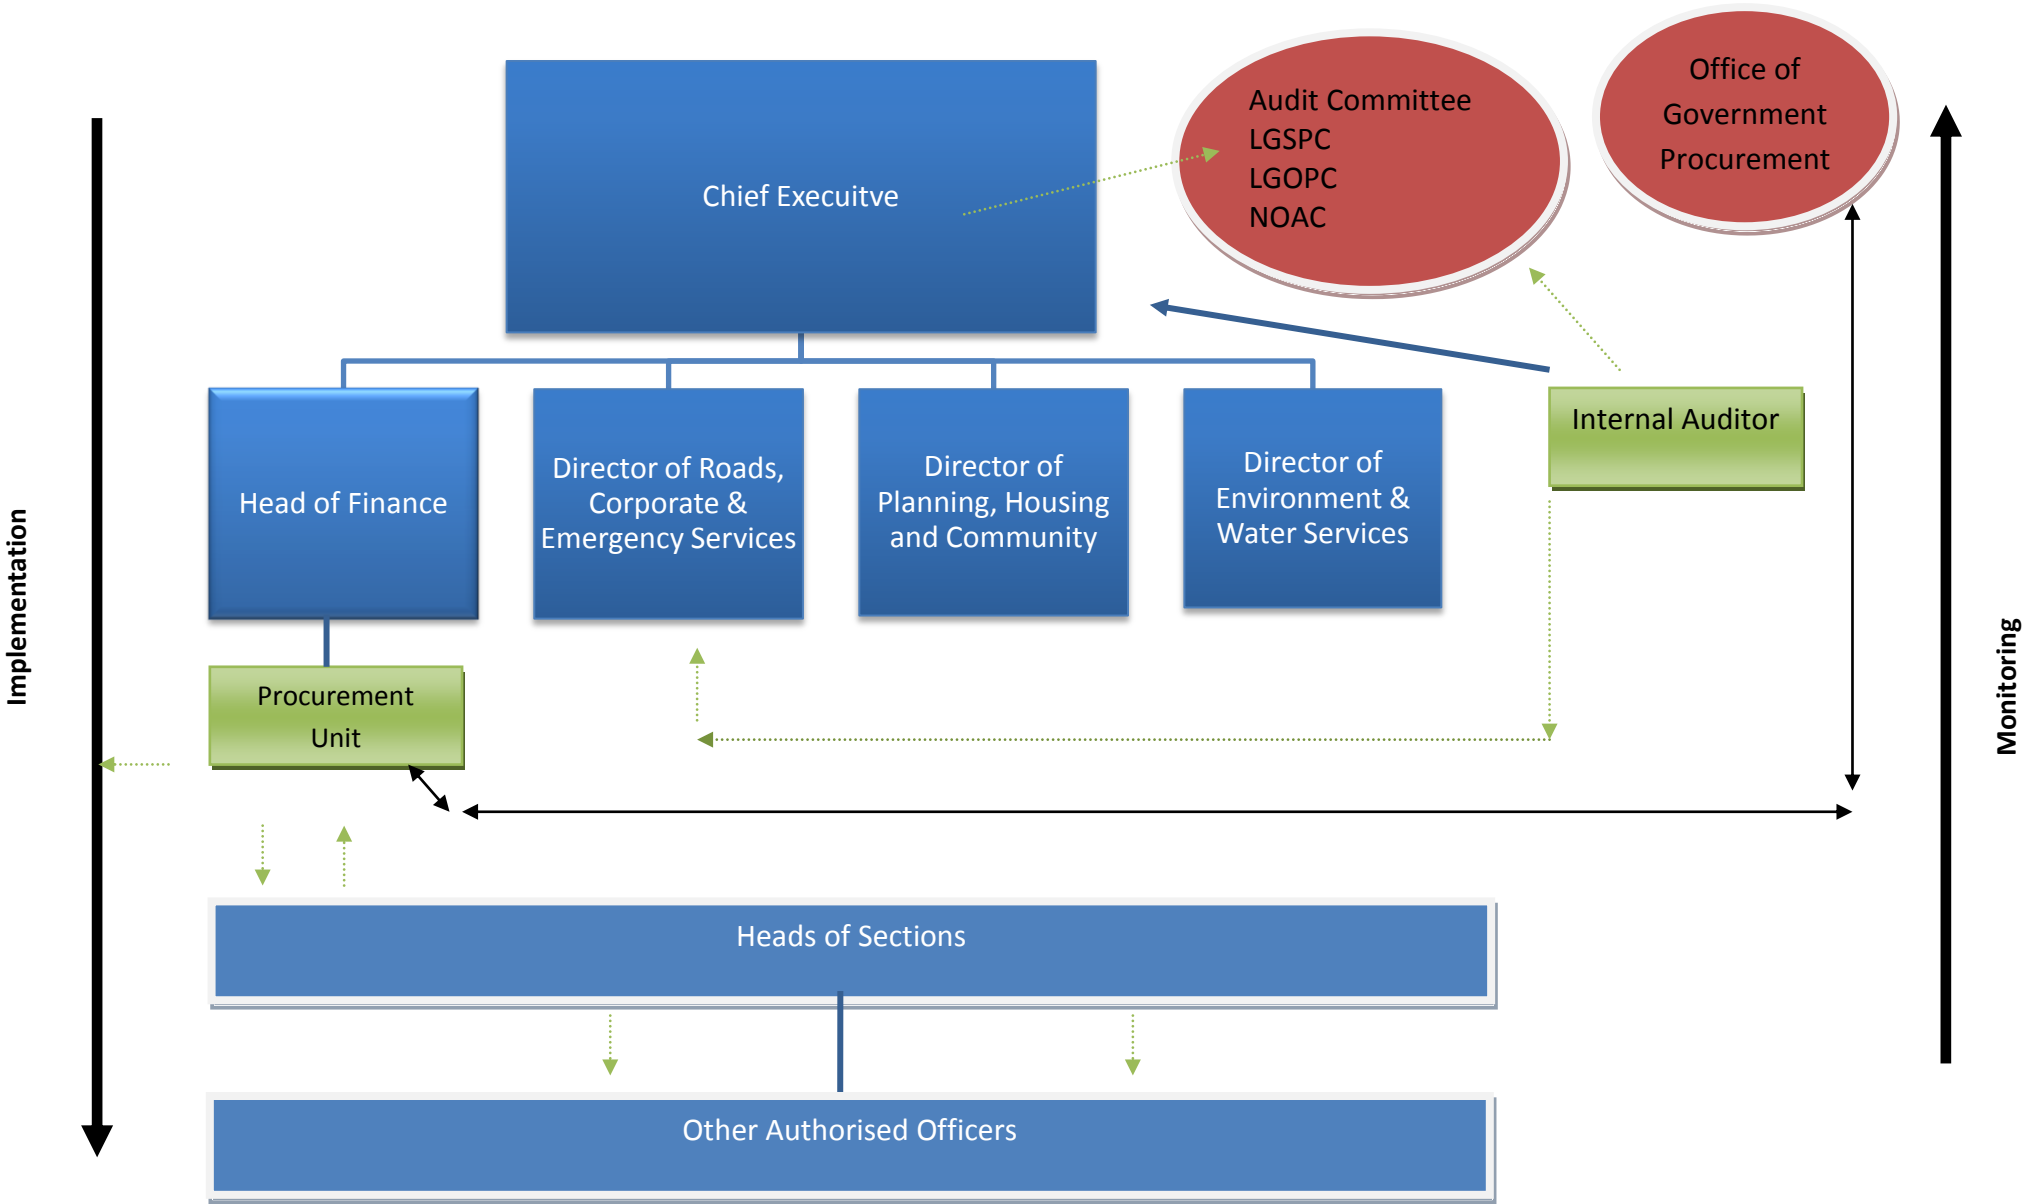 Office of
Government
Procurement
Audit Committee
LGSPC
LGOPC
NOAC
Chief Execuitve
Internal Auditor
Head of Finance
Director of Roads,
Corporate &
Emergency Services
Director of
Planning, Housing
and Community
Director of
Environment &
Water Services
Implementation
Monitoring
Procurement
Unit
Heads of Sections
Other Authorised Officers